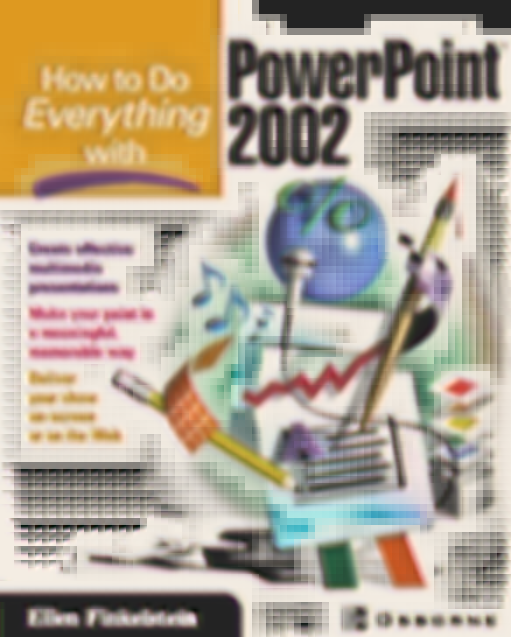 How to Do
Everything
with
PowerPoint
2002
Create effective
multimedia
presentations
Make your point in
a meaningful,
memorable way
Deliver
your show
on-screen
or on the Web
Ellen Finkelstein
OSBORNE